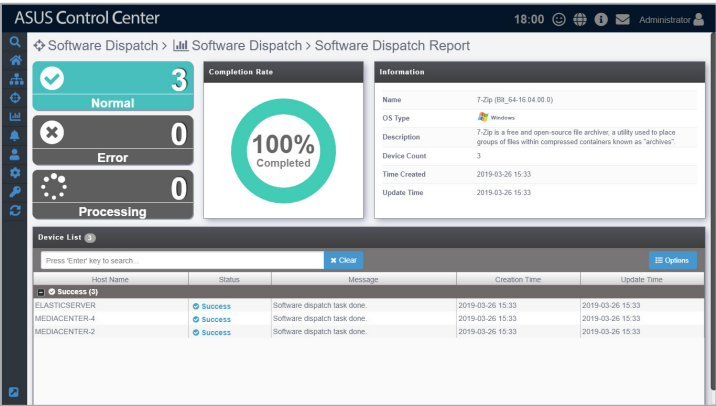 ASUS Control Center
18:00 Administrator
Software Dispatch > Software Dispatch > Software Dispatch Report
3
Normal
0
Error
0
Processing
Completion Rate
100%
Completed
Information
Name 7-Zip (Bit_64-16.04.00.0)
OS Type Windows
Description 7-Zip is a free and open-source file archiver, a utility used to place
groups of files within compressed containers known as "archives".
Device Count 3
Time Created 2019-03-26 15:33
Update Time 2019-03-26 15:33
Device List 3
Press 'Enter' key to search... Clear Options
Host Name Status Message Creation Time Update Time
Success (3)
ELASTICSERVER Success Software dispatch task done. 2019-03-26 15:33 2019-03-26 15:33
MEDIACENTER-4 Success Software dispatch task done. 2019-03-26 15:33 2019-03-26 15:33
MEDIACENTER-2 Success Software dispatch task done. 2019-03-26 15:33 2019-03-26 15:33